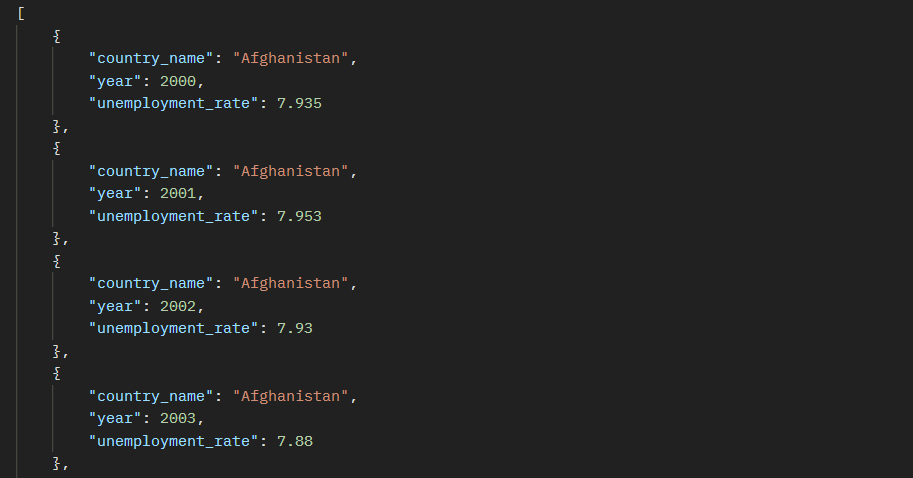 [
    {
        "country_name": "Afghanistan",
        "year": 2000,
        "unemployment_rate": 7.935
    },
    {
        "country_name": "Afghanistan",
        "year": 2001,
        "unemployment_rate": 7.953
    },
    {
        "country_name": "Afghanistan",
        "year": 2002,
        "unemployment_rate": 7.93
    },
    {
        "country_name": "Afghanistan",
        "year": 2003,
        "unemployment_rate": 7.88
    },